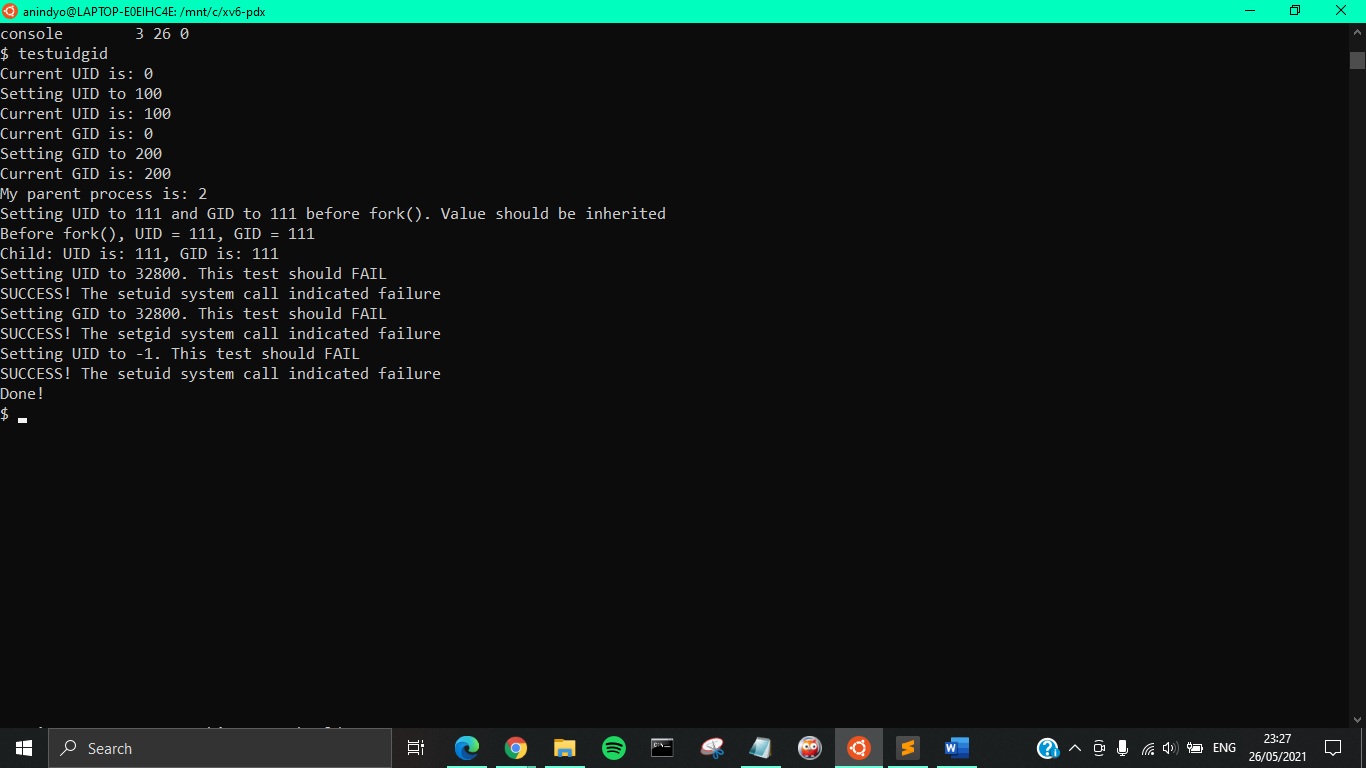 anindyo@LAPTOP-E0EIHC4E: /mnt/c/xv6-pdx
console 3 26 0
$ testuidgid
Current UID is: 0
Setting UID to 100
Current UID is: 100
Current GID is: 0
Setting GID to 200
Current GID is: 200
My parent process is: 2
Setting UID to 111 and GID to 111 before fork(). Value should be inherited
Before fork(), UID = 111, GID = 111
Child: UID is: 111, GID is: 111
Setting UID to 32800. This test should FAIL
SUCCESS! The setuid system call indicated failure
Setting GID to 32800. This test should FAIL
SUCCESS! The setgid system call indicated failure
Setting UID to -1. This test should FAIL
SUCCESS! The setuid system call indicated failure
Done!
$
Search
ENG
23:27
26/05/2021